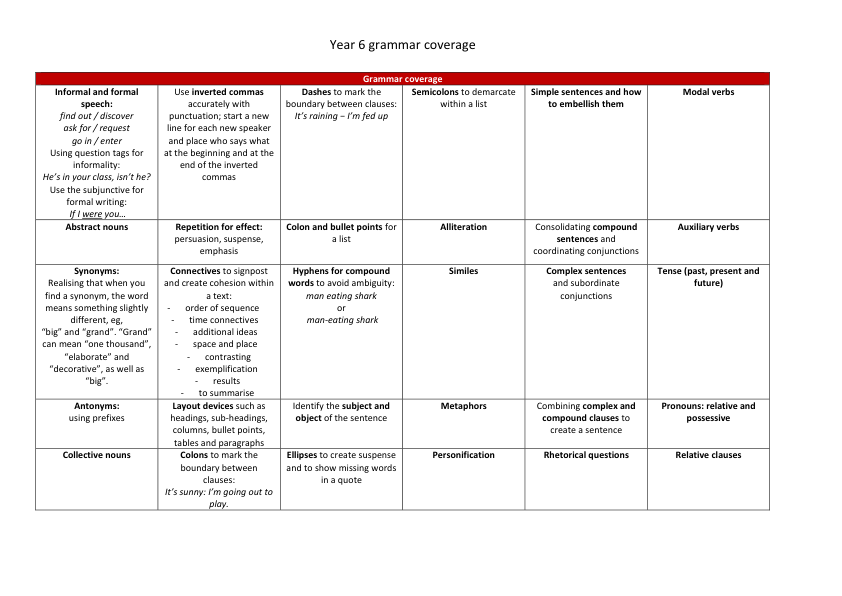 Year 6 grammar coverage
Grammar coverage
Informal and formal
speech:
find out / discover
ask for / request
go in / enter
Using question tags for
informality:
He's in your class, isn't he?
Use the subjunctive for
formal writing:
If I were you…
Use inverted commas
accurately with
punctuation; start a new
line for each new speaker
and place who says what
at the beginning and at the
end of the inverted
commas
Dashes to mark the
boundary between clauses:
It's raining – I'm fed up
Semicolons to demarcate
within a list
Simple sentences and how
to embellish them
Modal verbs
Abstract nouns
Repetition for effect:
persuasion, suspense,
emphasis
Colon and bullet points for
a list
Alliteration
Consolidating compound
sentences and
coordinating conjunctions
Auxiliary verbs
Synonyms:
Realising that when you
find a synonym, the word
means something slightly
different, eg,
"big" and "grand". "Grand"
can mean "one thousand",
"elaborate" and
"decorative", as well as
"big".
Connectives to signpost
and create cohesion within
a text:
- order of sequence
- time connectives
- additional ideas
- space and place
- contrasting
- exemplification
- results
- to summarise
Hyphens for compound
words to avoid ambiguity:
man eating shark
or
man-eating shark
Similes
Complex sentences
and subordinate
conjunctions
Tense (past, present and
future)
Antonyms:
using prefixes
Layout devices such as
headings, sub-headings,
columns, bullet points,
tables and paragraphs
Identify the subject and
object of the sentence
Metaphors
Combining complex and
compound clauses to
create a sentence
Pronouns: relative and
possessive
Collective nouns
Colons to mark the
boundary between
clauses:
It's sunny: I'm going out to
play.
Ellipses to create suspense
and to show missing words
in a quote
Personification
Rhetorical questions
Relative clauses